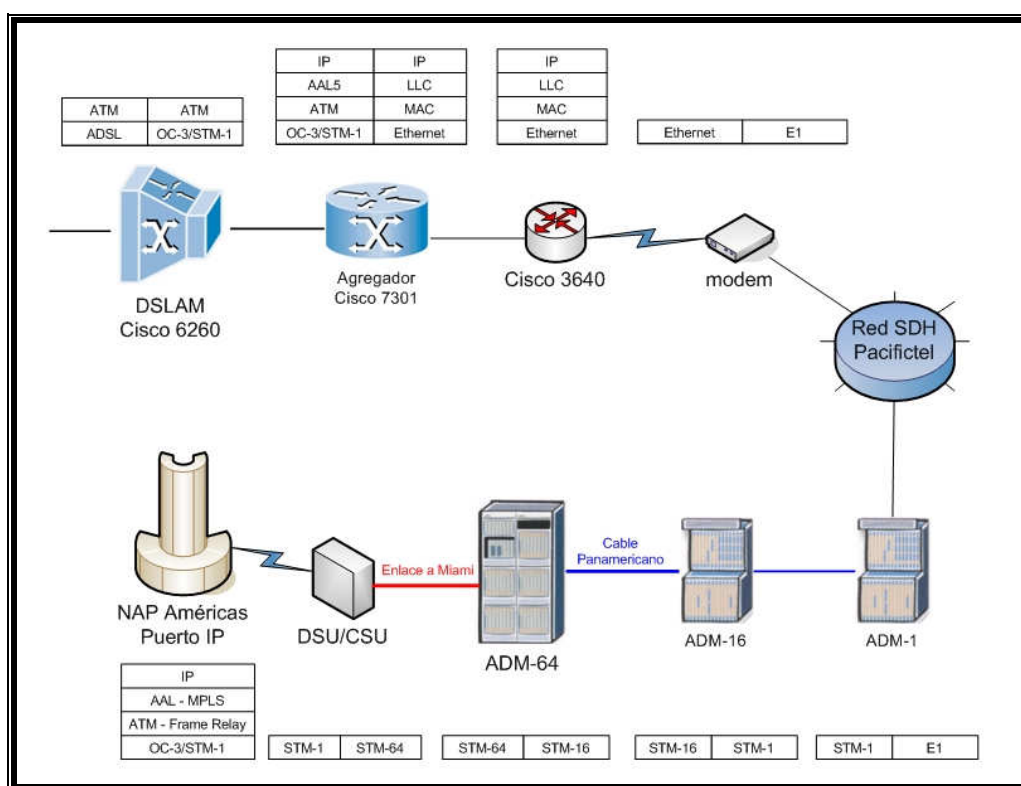 IP IP
AAL5 LLC
ATM MAC
OC-3/STM-1 Ethernet
IP
LLC
MAC
Ethernet
ATM ATM
ADSL OC-3/STM-1
Ethernet E1
DSLAM
Cisco 6260
Agregador
Cisco 7301
Cisco 3640
modem
Red SDH
Pacifictel
NAP Américas
Puerto IP
DSU/CSU
Enlace a Miami
ADM-64
Cable
Panamericano
ADM-16
ADM-1
IP
AAL - MPLS
ATM - Frame Relay
OC-3/STM-1
STM-1 STM-64
STM-64 STM-16
STM-16 STM-1
STM-1 E1